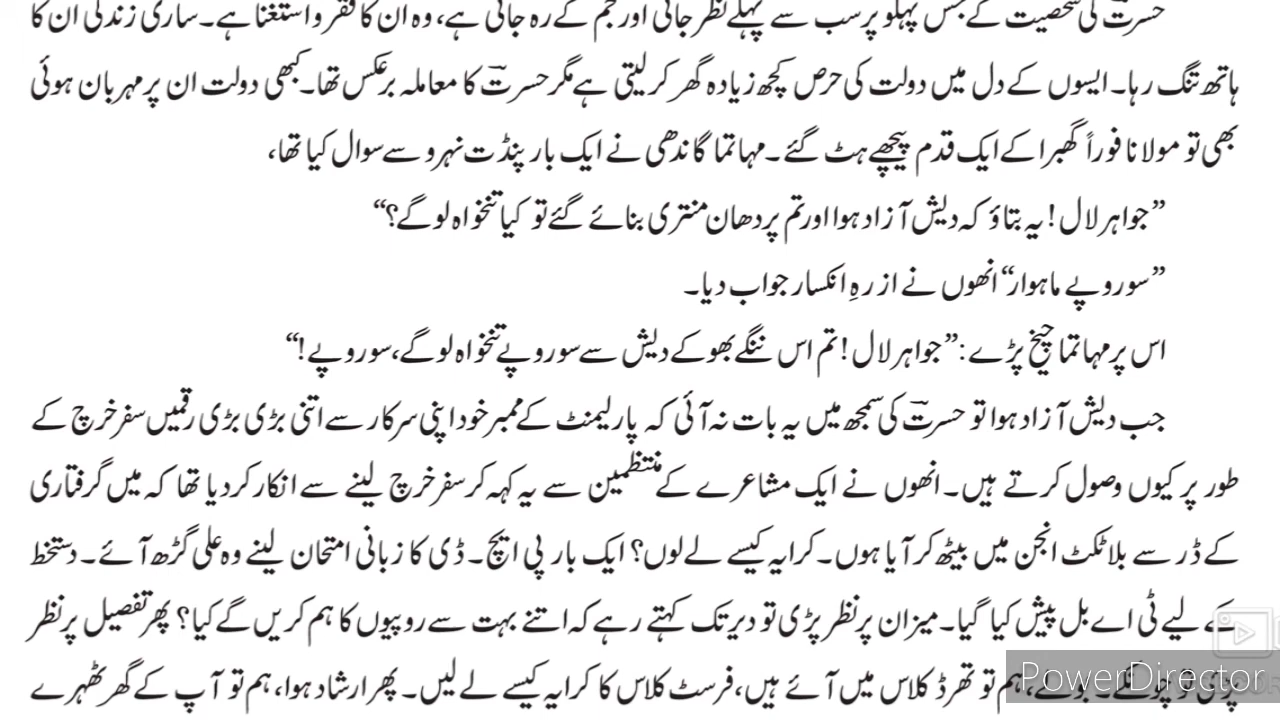 حسرتؔ کی شخصیت کے جس پہلو پر سب سے پہلے نظر جاتی اور جم کے رہ جاتی ہے، وہ ان کا فقر و استغنا ہے۔ ساری زندگی ان کا
ہاتھ تنگ رہا۔ ایسوں کے دل میں دولت کی حرص کچھ زیادہ گھر کر لیتی ہے مگر حسرتؔ کا معاملہ برعکس تھا۔ کبھی دولت ان پر مہربان ہوئی
بھی تو مولانا فوراً گھبرا کے ایک قدم پیچھے ہٹ گئے۔ مہاتما گاندھی نے ایک بار پنڈت نہرو سے سوال کیا تھا،
”جواہر لال! یہ بتاؤ کہ دیش آزاد ہوا اور تم پردھان منتری بنائے گئے تو کیا تنخواہ لو گے؟“
”سو روپے ماہوار“ انھوں نے از رہِ انکسار جواب دیا۔
اس پر مہاتما چیخ پڑے: ”جواہر لال! تم اس ننگے بھوکے دیش سے سو روپے تنخواہ لو گے، سو روپے!“
جب دیش آزاد ہوا تو حسرتؔ کی سمجھ میں یہ بات نہ آئی کہ پارلیمنٹ کے ممبر خود اپنی سرکار سے اتنی بڑی بڑی رقمیں سفر خرچ کے
طور پر کیوں وصول کرتے ہیں۔ انھوں نے ایک مشاعرے کے منتظمین سے یہ کہہ کر سفر خرچ لینے سے انکار کر دیا تھا کہ میں گرفتاری
کے ڈر سے بلا ٹکٹ انجن میں بیٹھ کر آیا ہوں۔ کرایہ کیسے لے لوں؟ ایک بار پی ایچ۔ ڈی کا زبانی امتحان لینے وہ علی گڑھ آئے۔ دستخط
کے لیے ٹی اے بل پیش کیا گیا۔ میزان پر نظر پڑی تو دیر تک کہتے رہے کہ اتنے بہت سے روپیوں کا ہم کریں گے کیا؟ پھر تفصیل پر نظر
پڑی تو چونکے۔ بولے، ہم تو تھرڈ کلاس میں آئے ہیں، فرسٹ کلاس کا کرایہ کیسے لے لیں۔ پھر ارشاد ہوا، ہم تو آپ کے گھر ٹھہرے
PowerDirector